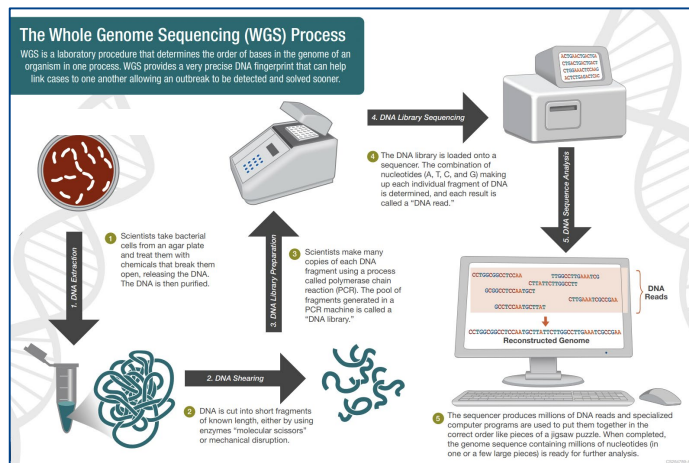 The Whole Genome Sequencing (WGS) Process
WGS is a laboratory procedure that determines the order of bases in the genome of an
organism in one process. WGS provides a very precise DNA fingerprint that can help
link cases to one another allowing an outbreak to be detected and solved sooner.
1. DNA Extraction
1 Scientists take bacterial
cells from an agar plate
and treat them with
chemicals that break them
open, releasing the DNA.
The DNA is then purified.
2. DNA Shearing
2 DNA is cut into short fragments
of known length, either by using
enzymes “molecular scissors”
or mechanical disruption.
3. DNA Library Preparation
3 Scientists make many
copies of each DNA
fragment using a process
called polymerase chain
reaction (PCR). The pool of
fragments generated in a
PCR machine is called a
“DNA library.”
4. DNA Library Sequencing
4 The DNA library is loaded onto a
sequencer. The combination of
nucleotides (A, T, C, and G) making
up each individual fragment of DNA
is determined, and each result is
called a “DNA read.”
ACTGAACTGACTGA
5. DNA Sequence Analysis
CCTGGCGGCCTCCAA TTGGCCTTGAAATCG
CTTATTCTTGGCCTT
GCGGCCTCCAATGCT
CTTGAAATCGCCGAA
GCCTCCAATGCTTAT
DNA
Reads
CCTGGCGGCCTCCAATGCTTATTCTTGGCCTTGAAATCGCCGAA
Reconstructed Genome
5 The sequencer produces millions of DNA reads and specialized
computer programs are used to put them together in the
correct order like pieces of a jigsaw puzzle. When completed,
the genome sequence containing millions of nucleotides (in
one or a few large pieces) is ready for further analysis.